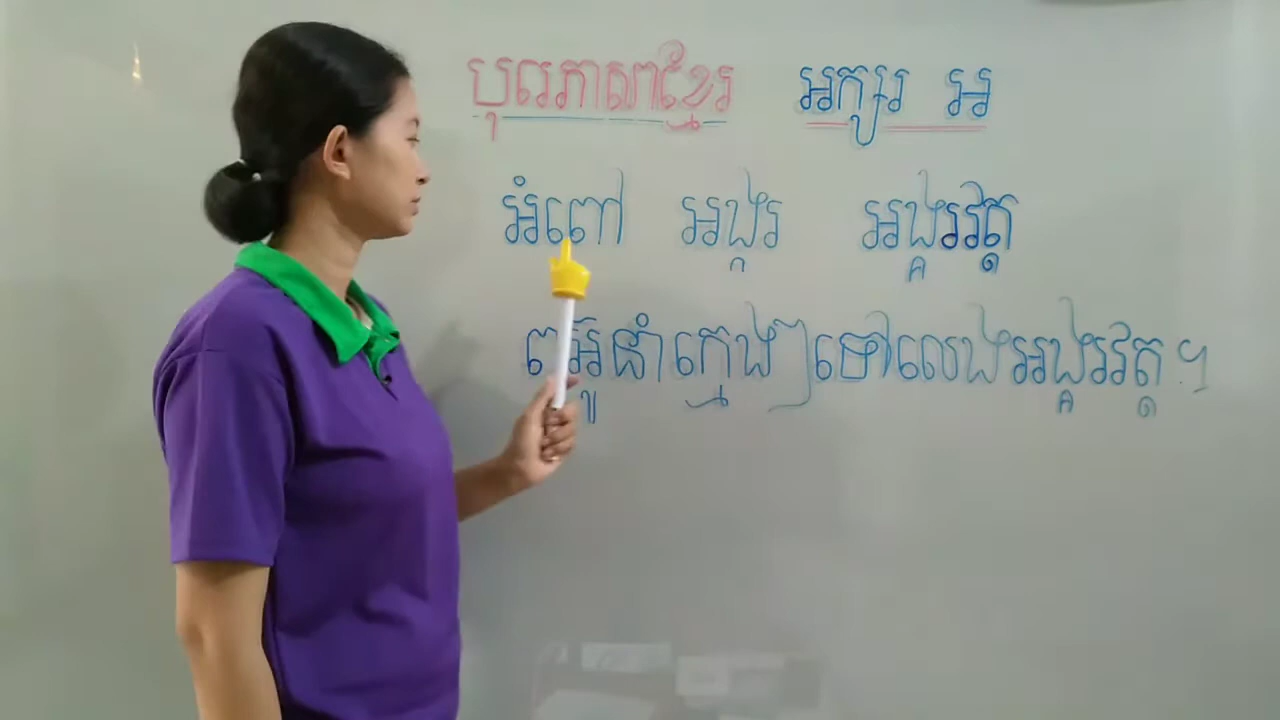 បុព្វភាសាខ្មែរ អក្សរ អ
អំពៅ អង្ករ អង្គរវត្ត
ពូអ៊ូនាំក្មេងៗទៅលេងអង្គរវត្ត ។